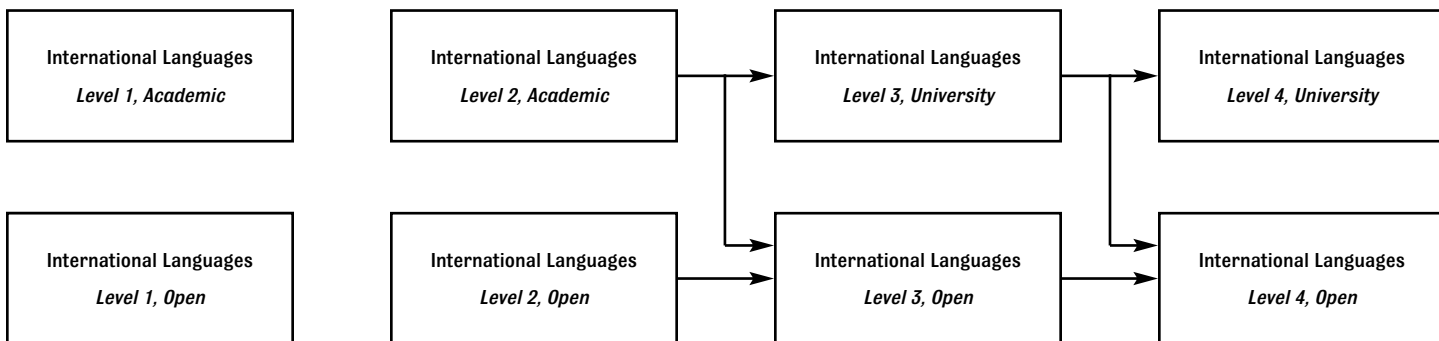 International Languages
Level 1, Academic
International Languages
Level 2, Academic
International Languages
Level 3, University
International Languages
Level 4, University
International Languages
Level 1, Open
International Languages
Level 2, Open
International Languages
Level 3, Open
International Languages
Level 4, Open